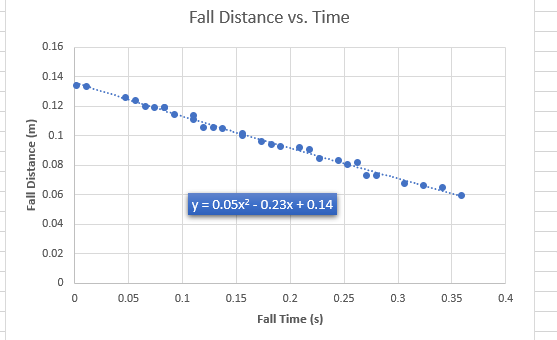 Fall Distance vs. Time
0.16
0.14
0.12
0.1
0.08
0.06
0.04
0.02
0
Fall Distance (m)
y = 0.05x² - 0.23x + 0.14
0 0.05 0.1 0.15 0.2 0.25 0.3 0.35 0.4
Fall Time (s)